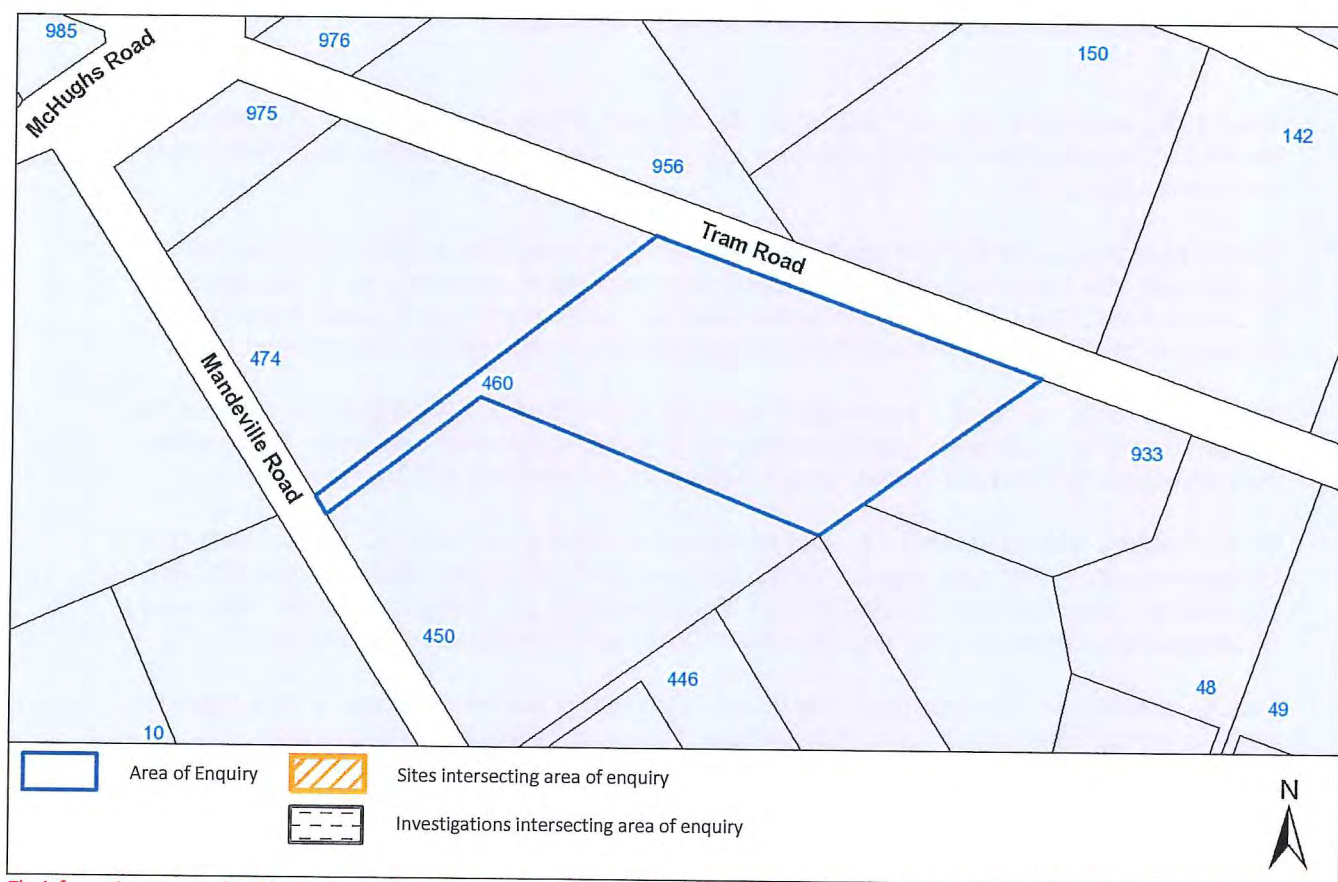 985
McHughs Road
976
150
975
142
956
Tram Road
474
Mandeville Road
460
933
450
446
48
49
10
Area of Enquiry
Sites intersecting area of enquiry
Investigations intersecting area of enquiry
N